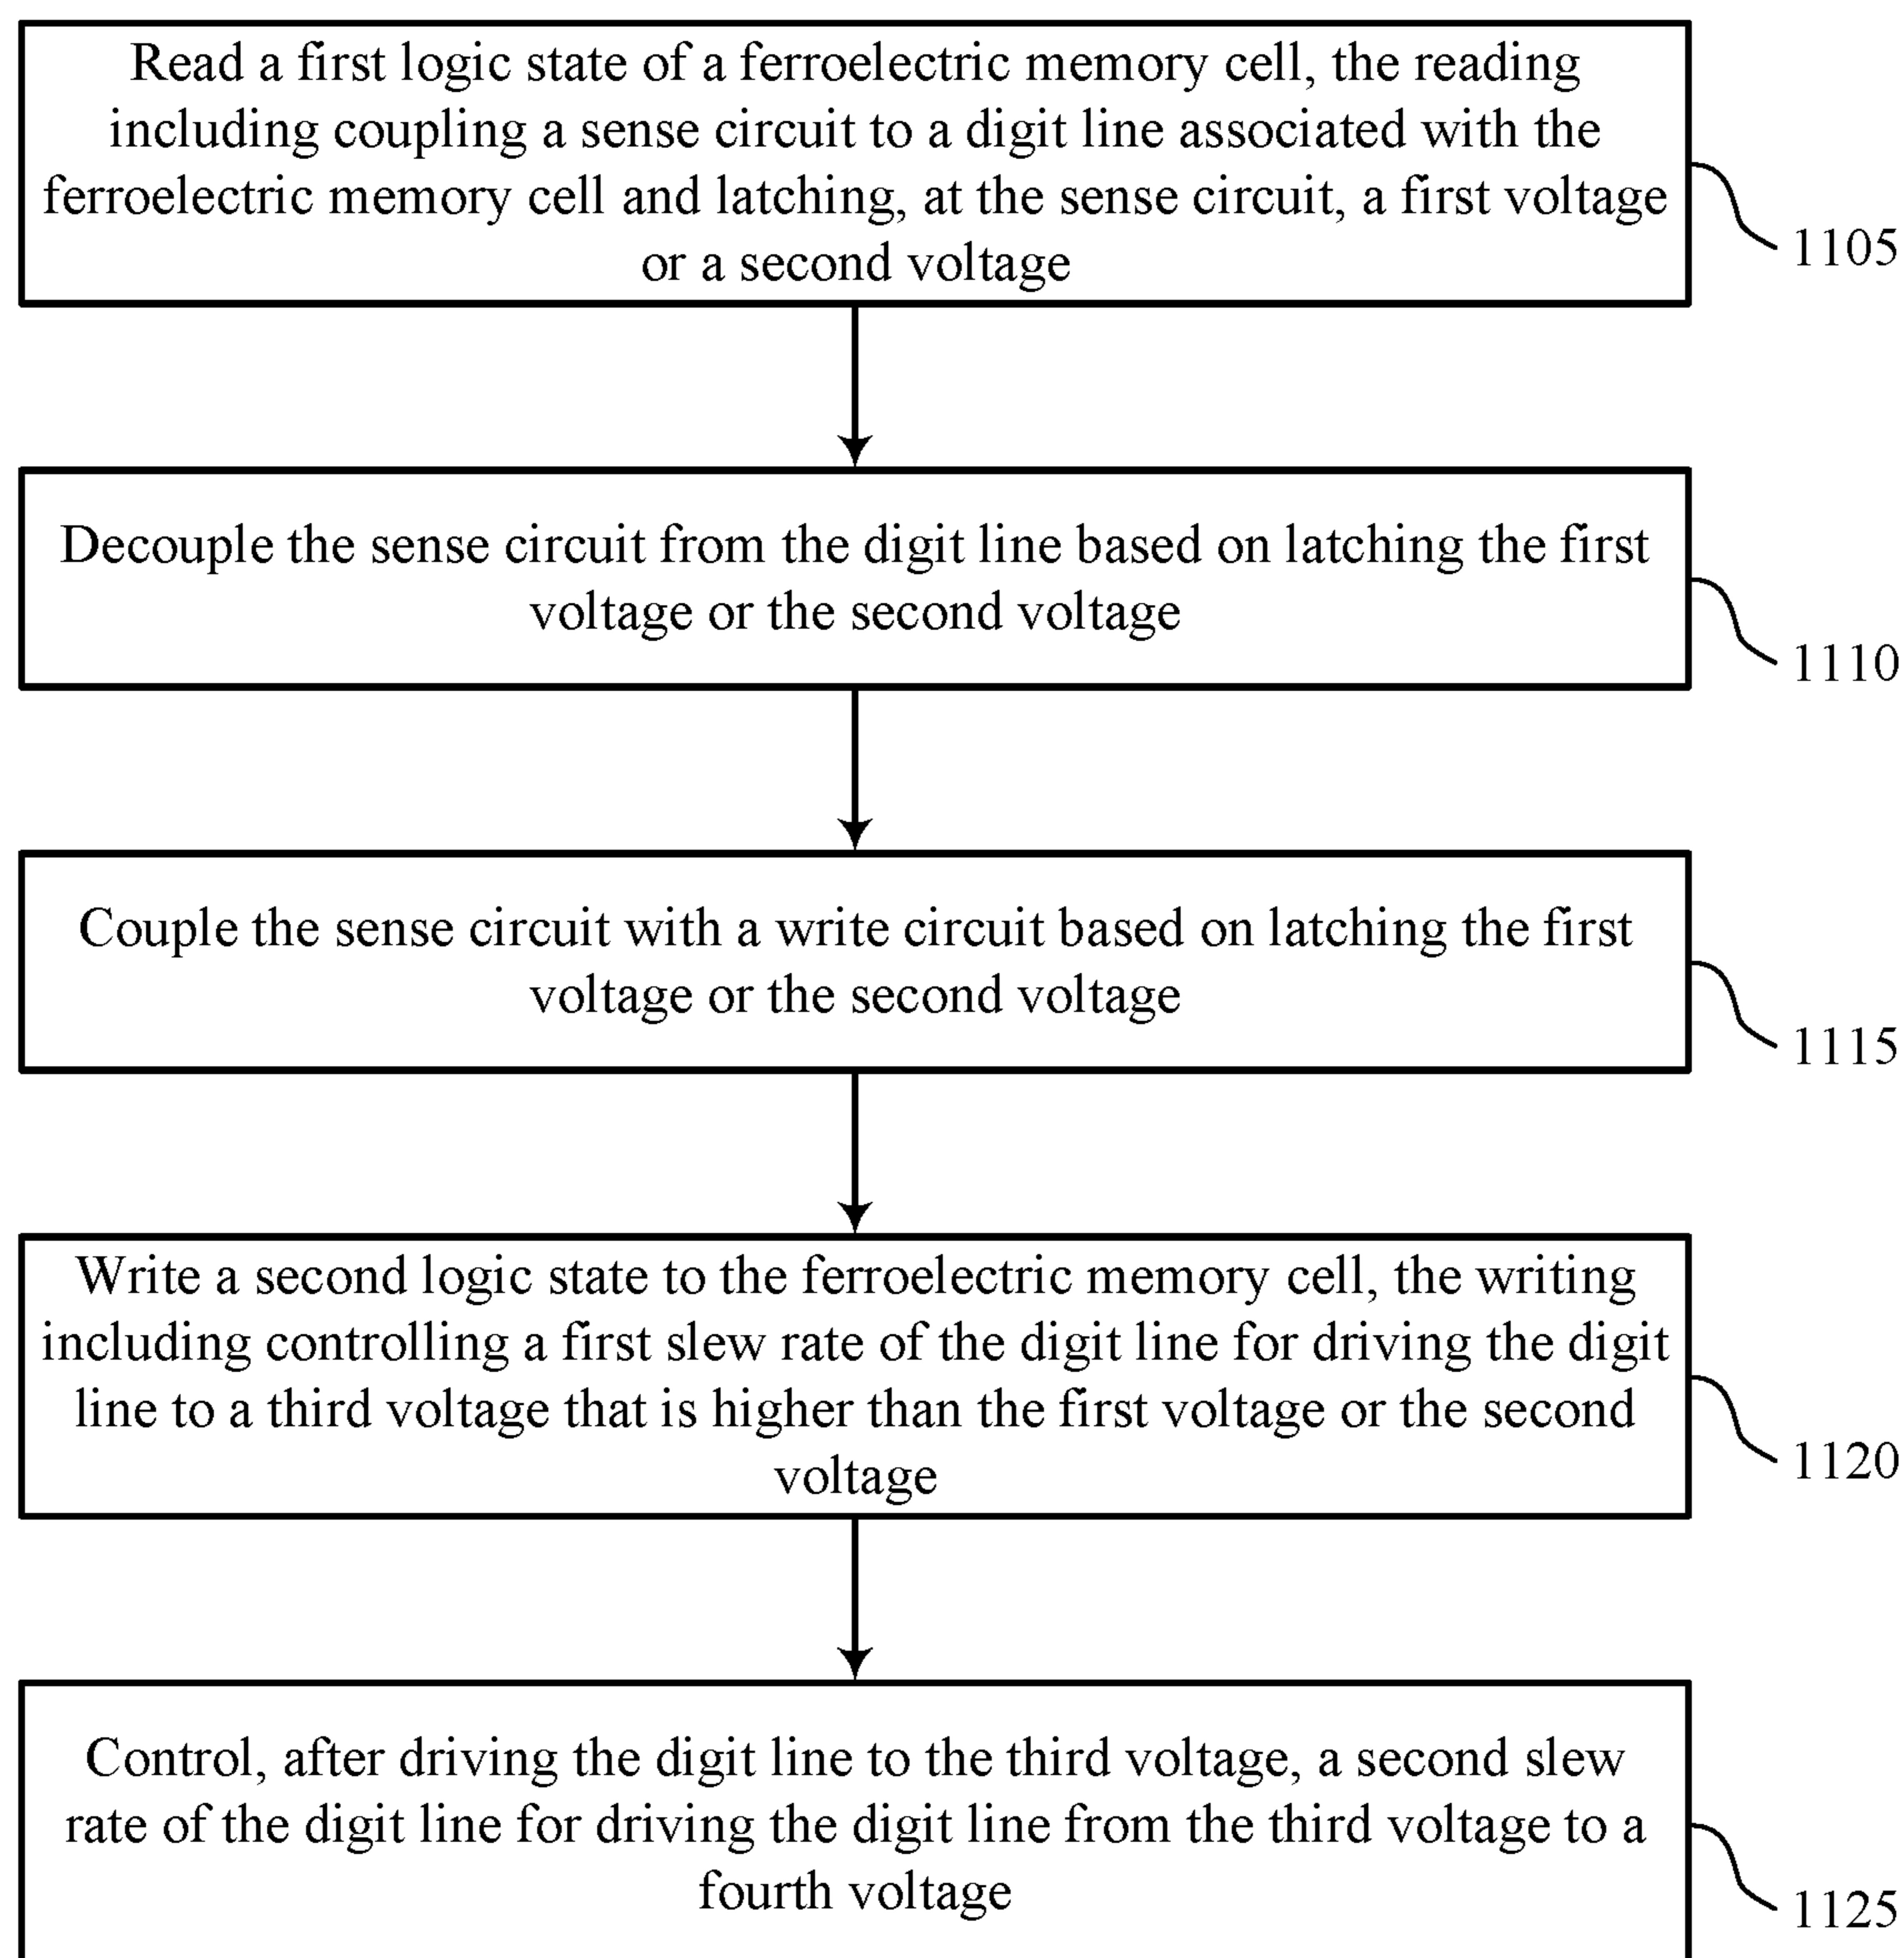 Read a first logic state of a ferroelectric memory cell, the reading
including coupling a sense circuit to a digit line associated with the
ferroelectric memory cell and latching, at the sense circuit, a first voltage
or a second voltage
1105
Decouple the sense circuit from the digit line based on latching the first
voltage or the second voltage
1110
Couple the sense circuit with a write circuit based on latching the first
voltage or the second voltage
1115
Write a second logic state to the ferroelectric memory cell, the writing
including controlling a first slew rate of the digit line for driving the digit
line to a third voltage that is higher than the first voltage or the second
voltage
1120
Control, after driving the digit line to the third voltage, a second slew
rate of the digit line for driving the digit line from the third voltage to a
fourth voltage
1125